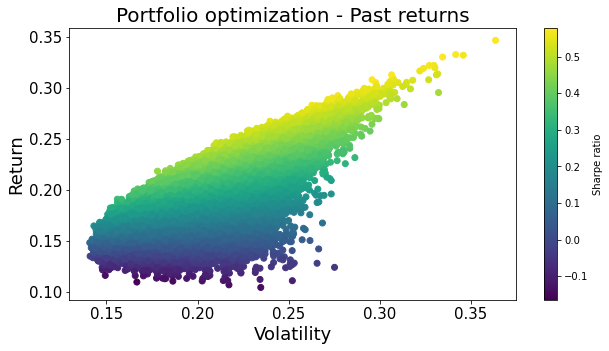 Portfolio optimization - Past returns
0.35
0.30
0.25
0.20
0.15
0.10
Return
0.15 0.20 0.25 0.30 0.35
Volatility
0.5
0.4
0.3
0.2
0.1
0.0
−0.1
Sharpe ratio